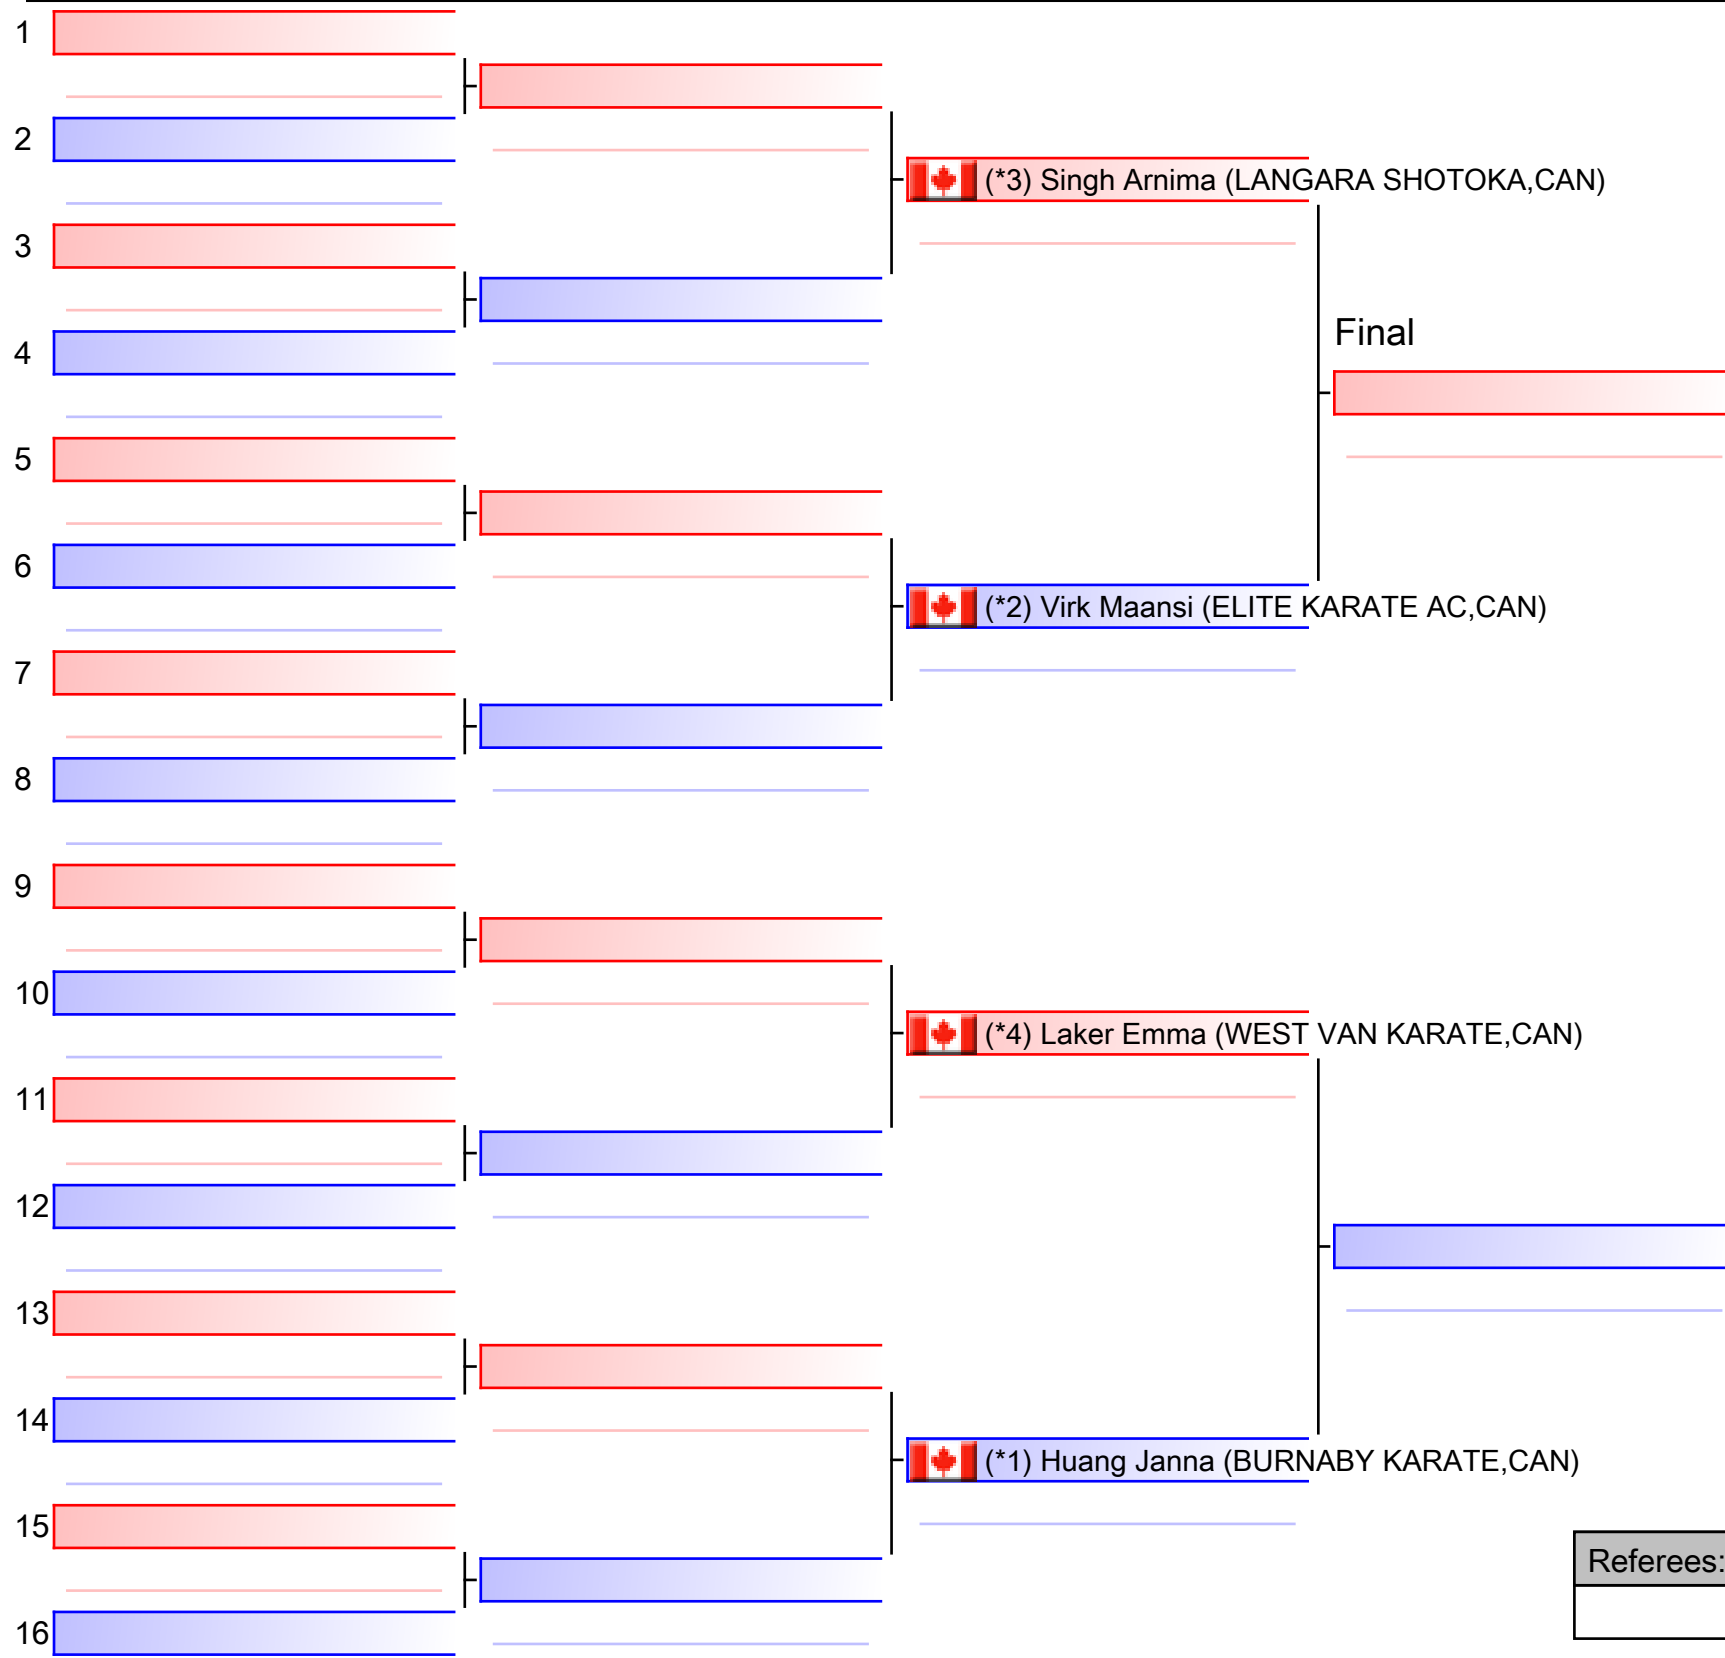 1
2
(*3) Singh Arnima (LANGARA SHOTOKA,CAN)
3
Final
4
5
6
(*2) Virk Maansi (ELITE KARATE AC,CAN)
7
8
9
10
(*4) Laker Emma (WEST VAN KARATE,CAN)
11
12
13
14
(*1) Huang Janna (BURNABY KARATE,CAN)
15
Referees:
16